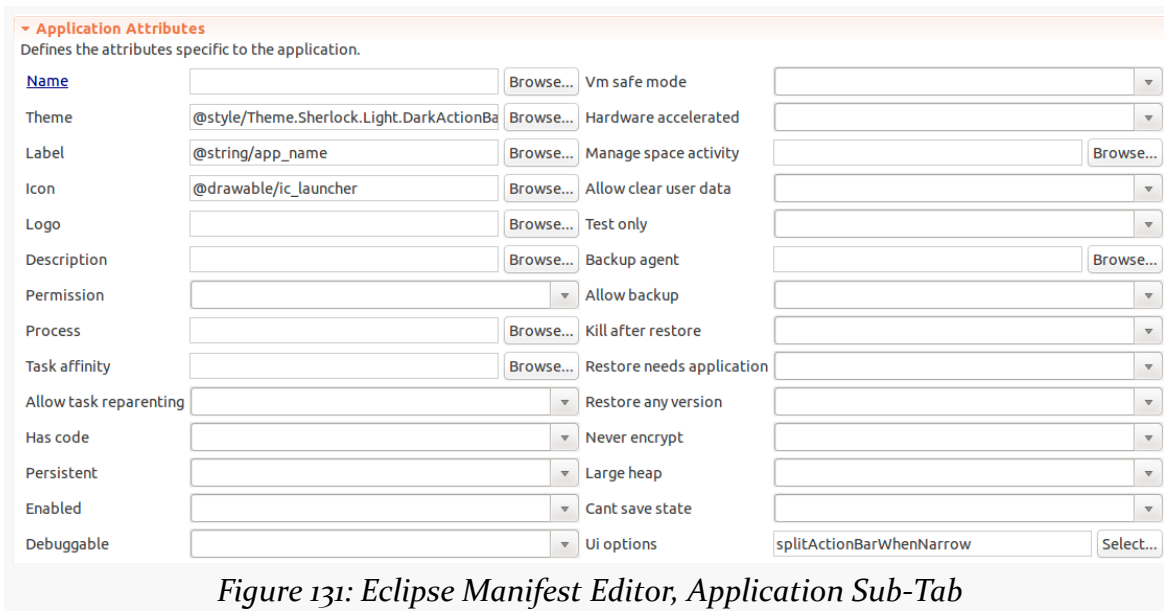 Application Attributes
Defines the attributes specific to the application.
Name Browse... Vm safe mode
Theme @style/Theme.Sherlock.Light.DarkActionBa Browse... Hardware accelerated
Label @string/app_name Browse... Manage space activity Browse...
Icon @drawable/ic_launcher Browse... Allow clear user data
Logo Browse... Test only
Description Browse... Backup agent Browse...
Permission Allow backup
Process Browse... Kill after restore
Task affinity Browse... Restore needs application
Allow task reparenting Restore any version
Has code Never encrypt
Persistent Large heap
Enabled Cant save state
Debuggable Ui options splitActionBarWhenNarrow Select...
Figure 131: Eclipse Manifest Editor, Application Sub-Tab